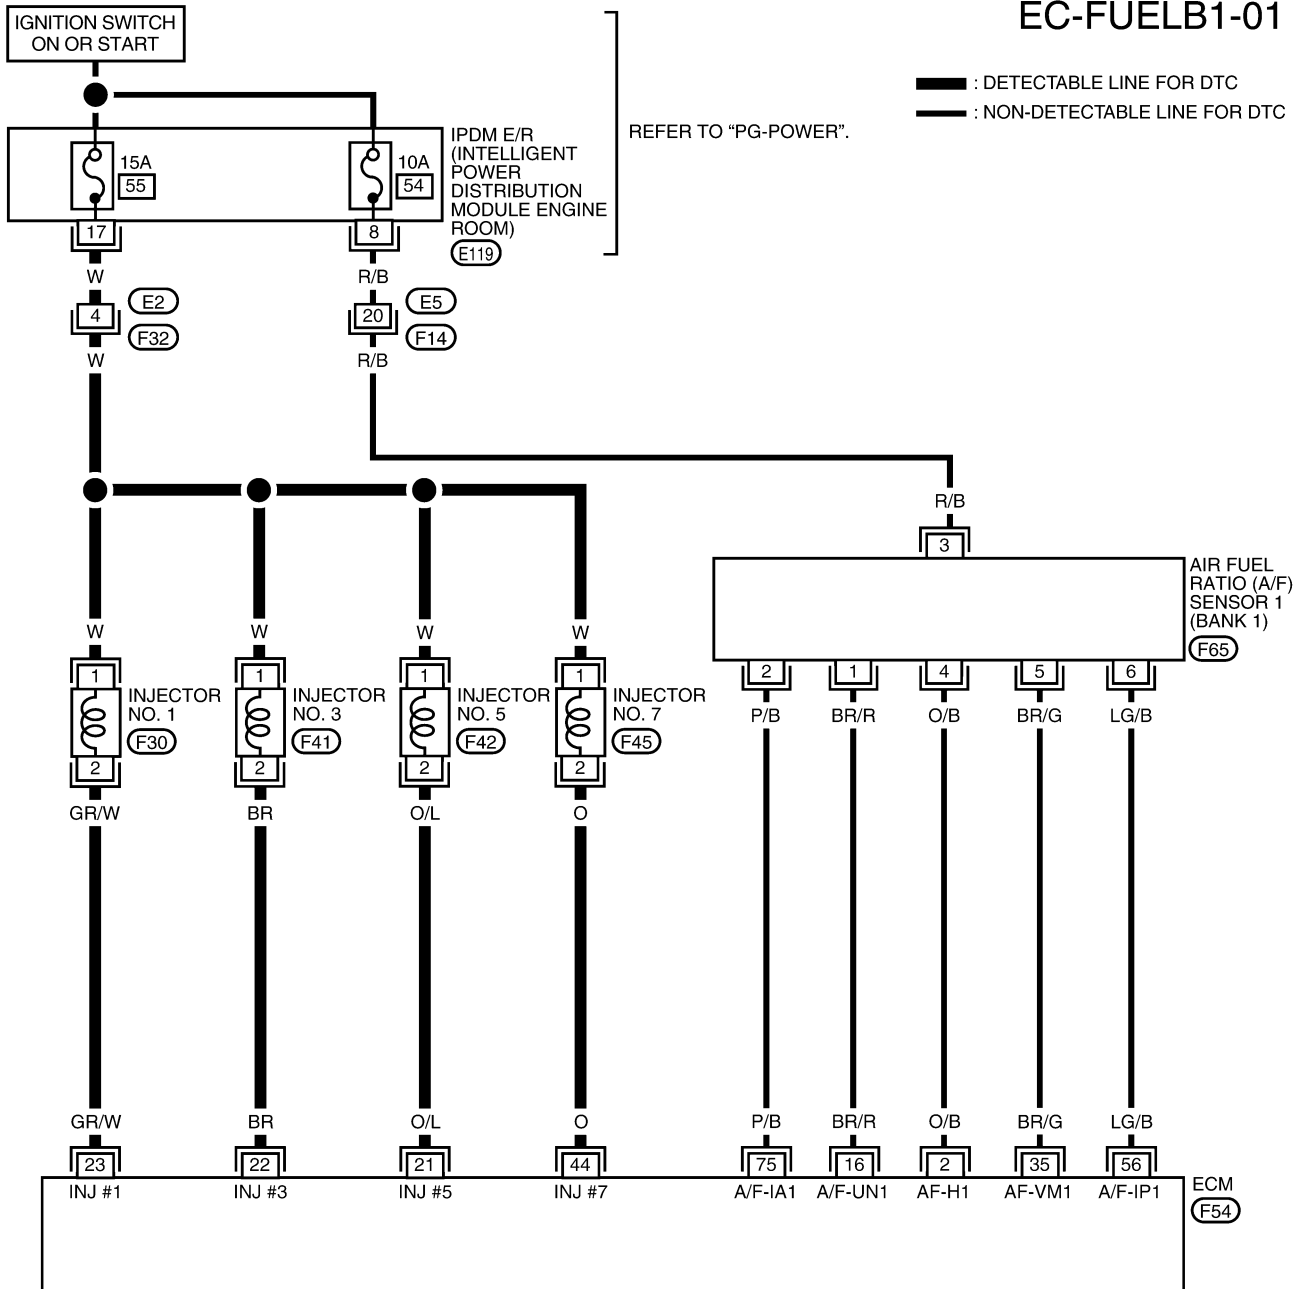 EC-FUELB1-01
IGNITION SWITCH
ON OR START
: DETECTABLE LINE FOR DTC
: NON-DETECTABLE LINE FOR DTC
REFER TO “PG-POWER”.
15A
55
10A
54
IPDM E/R
(INTELLIGENT
POWER
DISTRIBUTION
MODULE ENGINE
ROOM)
E119
17
8
W
R/B
4
E2
F32
20
E5
F14
W
R/B
R/B
3
AIR FUEL
RATIO (A/F)
SENSOR 1
(BANK 1)
F65
W
W
W
W
1
1
1
1
2
1
4
5
6
INJECTOR
NO. 1
F30
INJECTOR
NO. 3
F41
INJECTOR
NO. 5
F42
INJECTOR
NO. 7
F45
P/B
BR/R
O/B
BR/G
LG/B
2
2
2
2
GR/W
BR
O/L
O
GR/W
BR
O/L
O
P/B
BR/R
O/B
BR/G
LG/B
23
22
21
44
75
16
2
35
56
INJ #1
INJ #3
INJ #5
INJ #7
A/F-IA1
A/F-UN1
AF-H1
AF-VM1
A/F-IP1
ECM
F54